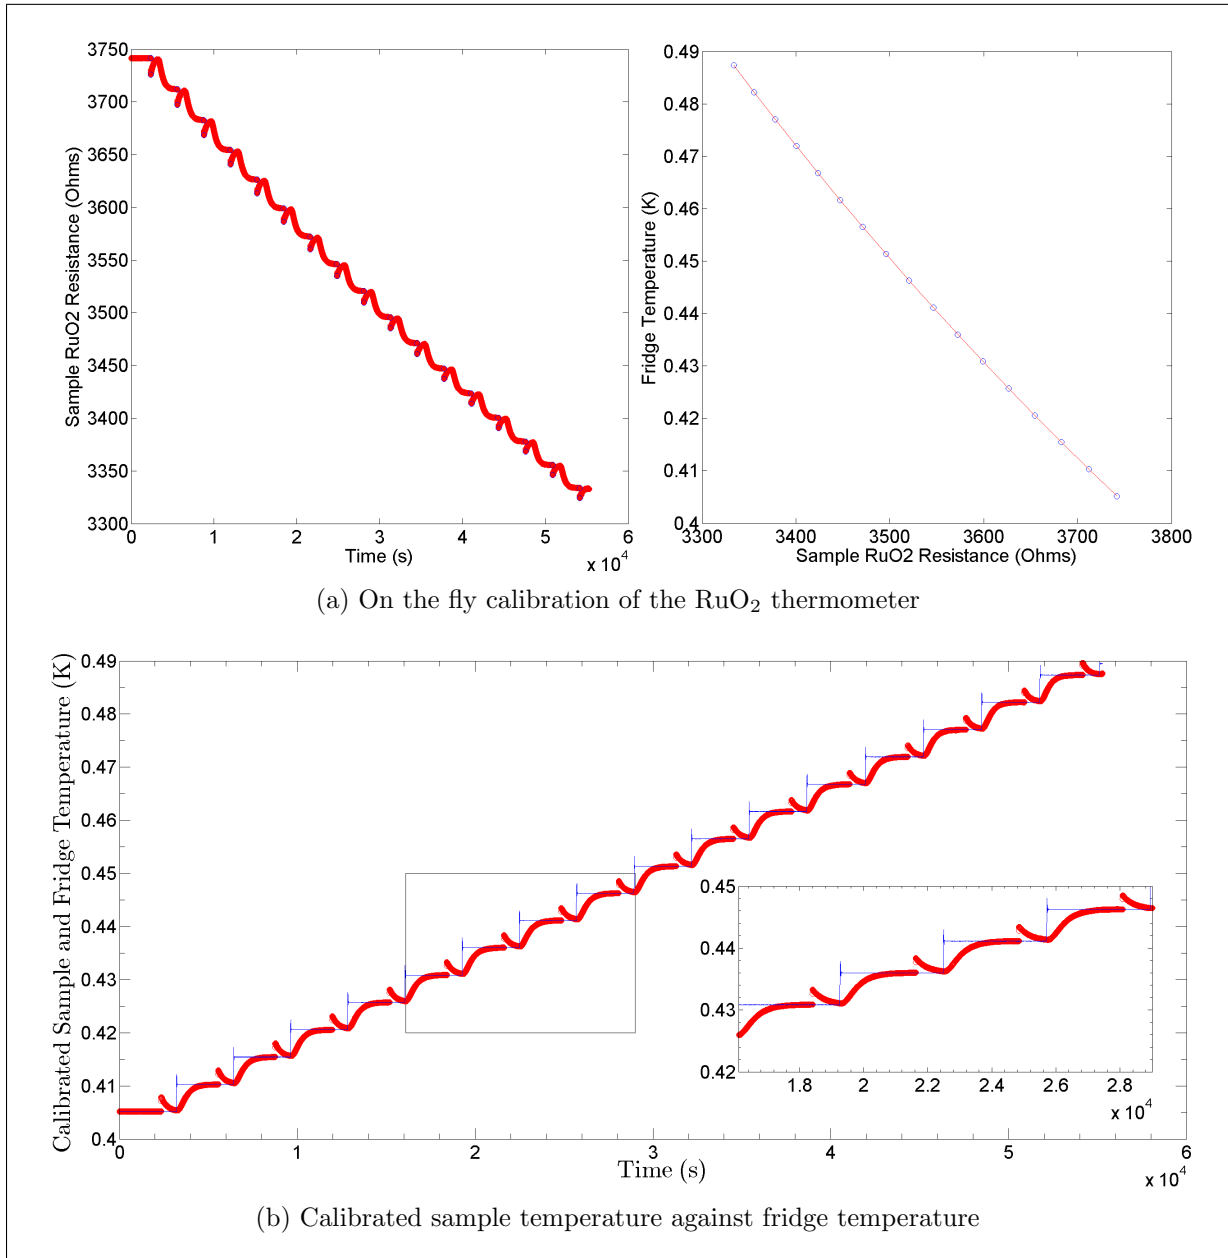 3750
3700
3650
3600
3550
3500
3450
3400
3350
3300
Sample RuO2 Resistance (Ohms)
0 1 2 3 4 5 6
Time (s)
x 10^4
0.49
0.48
0.47
0.46
0.45
0.44
0.43
0.42
0.41
0.4
Fridge Temperature (K)
3300 3400 3500 3600 3700 3800
Sample RuO2 Resistance (Ohms)
(a) On the fly calibration of the RuO₂ thermometer
0.49
0.48
0.47
0.46
0.45
0.44
0.43
0.42
0.41
0.4
Calibrated Sample and Fridge Temperature (K)
0.45
0.44
0.43
0.42
1.8 2 2.2 2.4 2.6 2.8
x 10^4
0 1 2 3 4 5 6
Time (s)
x 10^4
(b) Calibrated sample temperature against fridge temperature